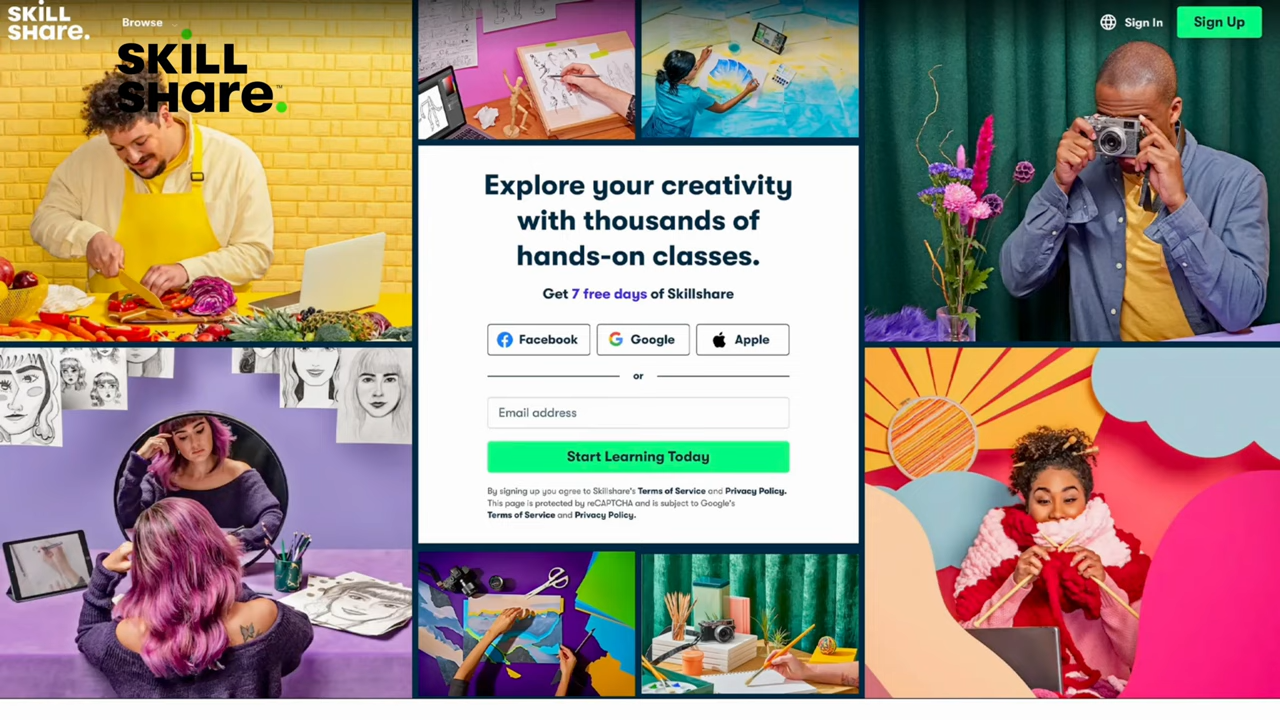 SKILL
SHare.
Browse
SKILL
SHare.
Sign In
Sign Up
Explore your creativity
with thousands of
hands-on classes.
Get 7 free days of Skillshare
Facebook
Google
Apple
or
Email address
Start Learning Today
By signing up you agree to Skillshare's Terms of Service and Privacy Policy.
This page is protected by reCAPTCHA and is subject to Google's
Terms of Service and Privacy Policy.